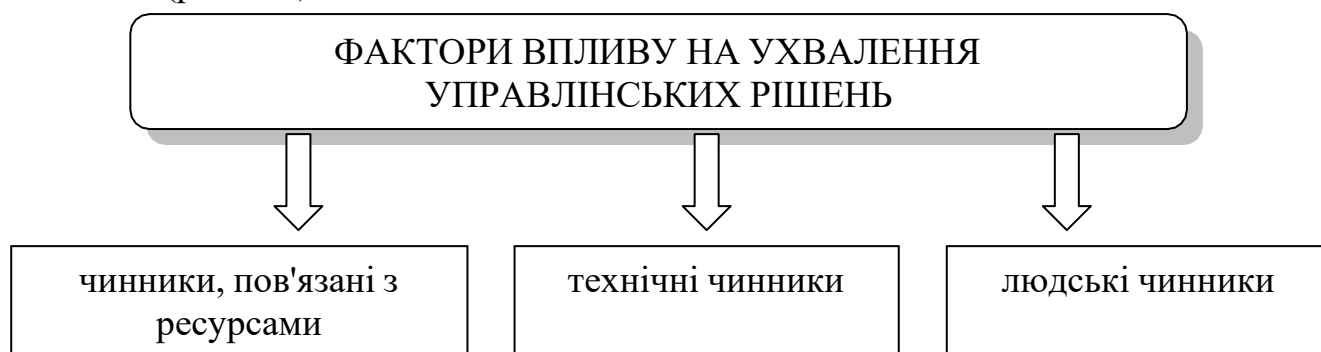 ФАКТОРИ ВПЛИВУ НА УХВАЛЕННЯ
УПРАВЛІНСЬКИХ РІШЕНЬ
чинники, пов'язані з
ресурсами
технічні чинники
людські чинники